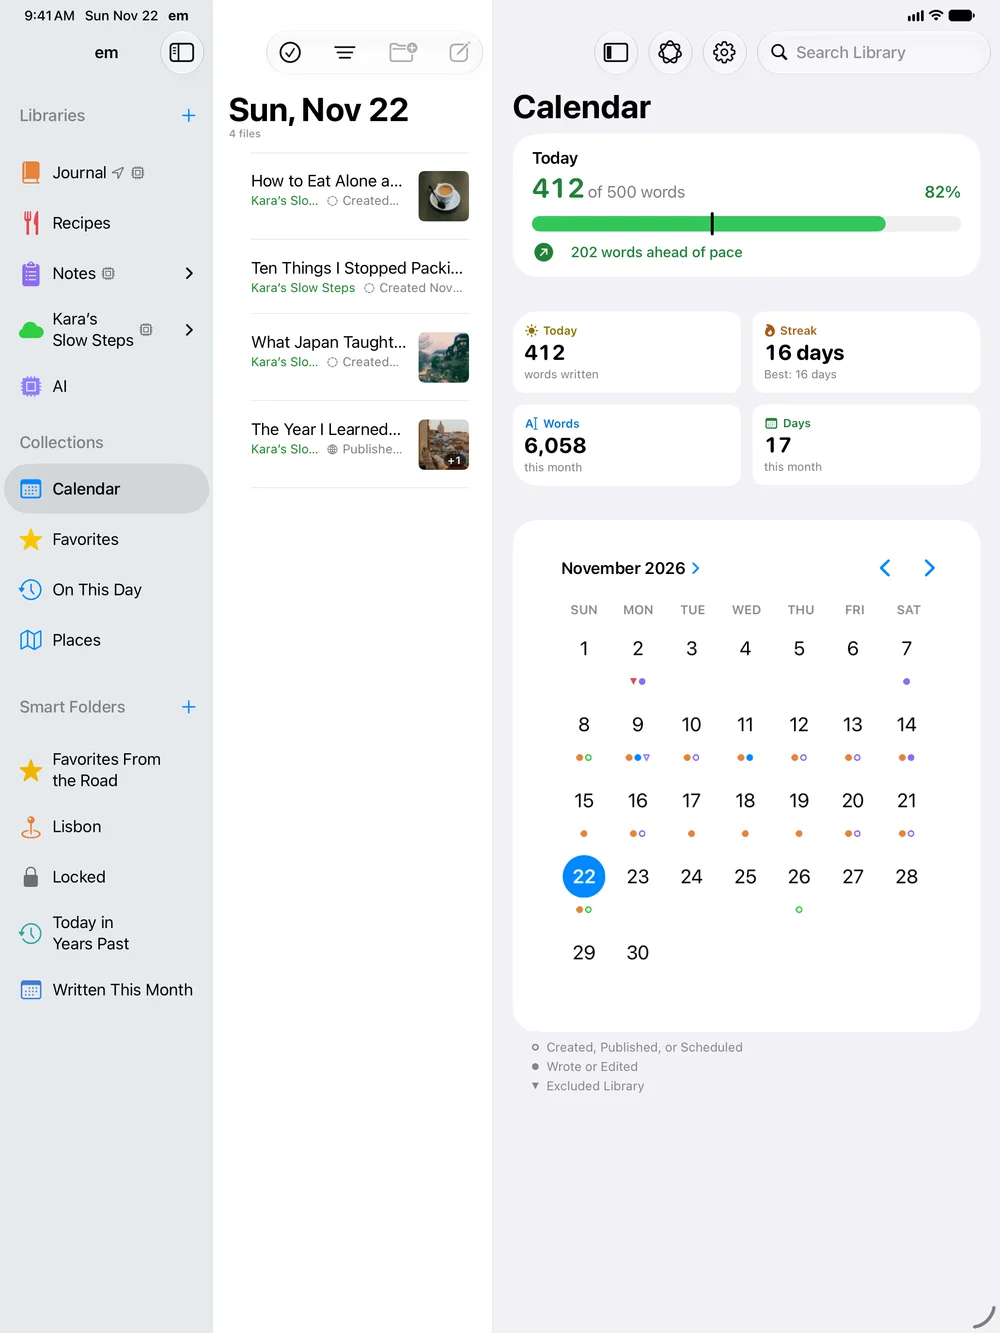 9:41 AM Sun Nov 22 em
em
Libraries
Journal
Recipes
Notes
Kara's
Slow Steps
AI
Collections
Calendar
Favorites
On This Day
Places
Smart Folders
Favorites From
the Road
Lisbon
Locked
Today in
Years Past
Written This Month
Sun, Nov 22
4 files
How to Eat Alone a...
Kara's Slo... Created...
Ten Things I Stopped Packi...
Kara's Slow Steps Created Nov...
What Japan Taught...
Kara's Slo... Created...
The Year I Learned...
Kara's Slo... Publishe...
+1
Search Library
Calendar
Today
412 of 500 words 82%
202 words ahead of pace
Today
412
words written
Streak
16 days
Best: 16 days
Words
6,058
this month
Days
17
this month
November 2026
SUN MON TUE WED THU FRI SAT
1 2 3 4 5 6 7
8 9 10 11 12 13 14
15 16 17 18 19 20 21
22 23 24 25 26 27 28
29 30
Created, Published, or Scheduled
Wrote or Edited
Excluded Library